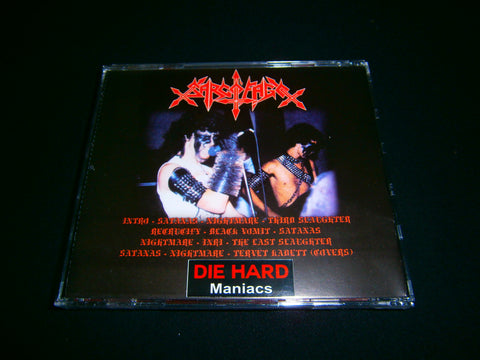 SARCOFAGO
INTRO - SATANAS - NIGHTMARE - THIRD SLAUGHTER
RECRUCIFY - BLACK VOMIT - SATANAS
NIGHTMARE - INRI - THE LAST SLAUGHTER
SATANAS - NIGHTMARE - TERVET KADETT (COVERS)
DIE HARD
Maniacs